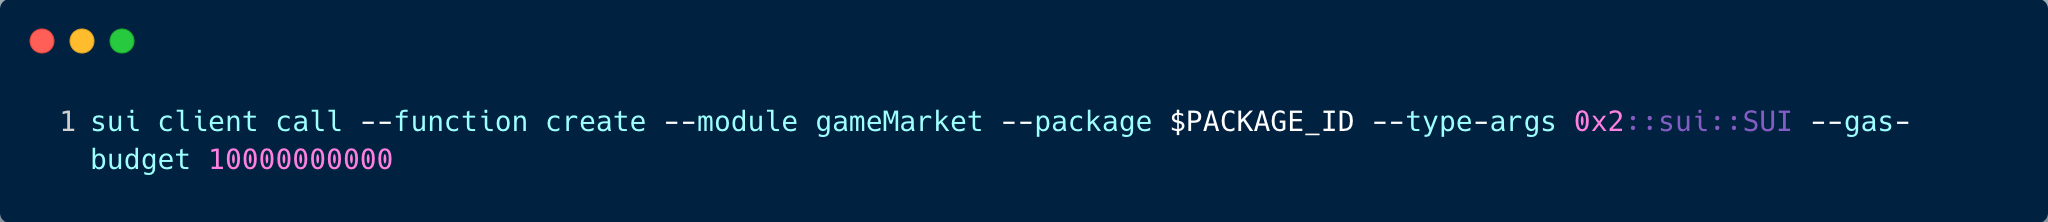 1 sui client call --function create --module gameMarket --package $PACKAGE_ID --type-args 0x2::sui::SUI --gas-
budget 10000000000